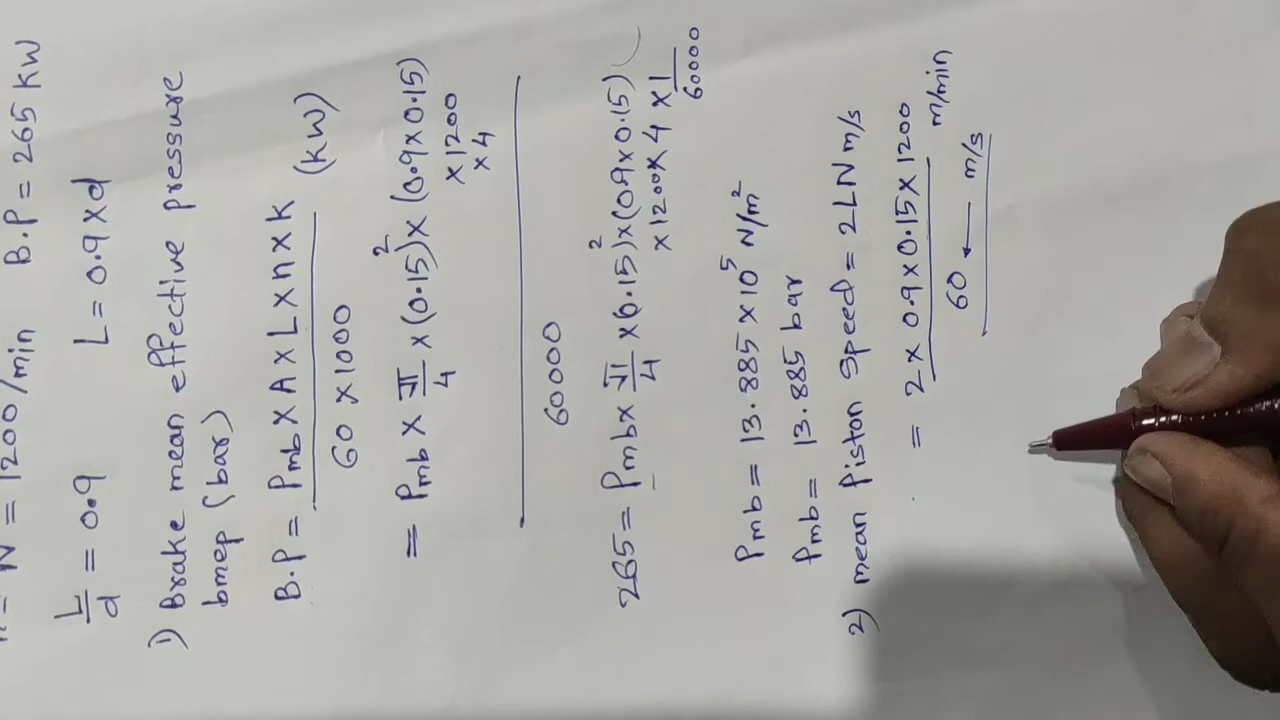 n = N = 1200/min B.P = 265 KW
L/d = 0.9 L = 0.9 x d
1) Brake mean effective pressure
bmep (bar)
B.P = Pmb x A x L x n x K / 60 x 1000 (KW)
= Pmb x π/4 x (0.15)² x (0.9 x 0.15)
x 1200
x 4
60000
265 = Pmb x π/4 x (0.15)² x (0.9 x 0.15)
x 1200 x 4 x 1/60000
Pmb = 13.885 x 10⁵ N/m²
Pmb = 13.885 bar
2) mean Piston Speed = 2LN m/s
= 2 x 0.9 x 0.15 x 1200 m/min
60 ← m/s